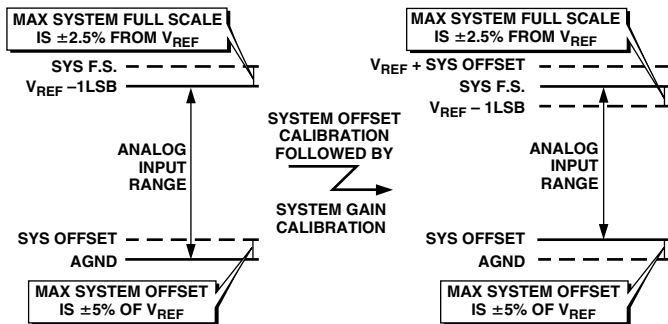 MAX SYSTEM FULL SCALE
IS ±2.5% FROM VREF
SYS F.S.
VREF –1LSB
ANALOG
INPUT
RANGE
SYS OFFSET
AGND
MAX SYSTEM OFFSET
IS ±5% OF VREF
SYSTEM OFFSET
CALIBRATION
FOLLOWED BY
SYSTEM GAIN
CALIBRATION
MAX SYSTEM FULL SCALE
IS ±2.5% FROM VREF
VREF + SYS OFFSET
SYS F.S.
VREF – 1LSB
ANALOG
INPUT
RANGE
SYS OFFSET
AGND
MAX SYSTEM OFFSET
IS ±5% OF VREF